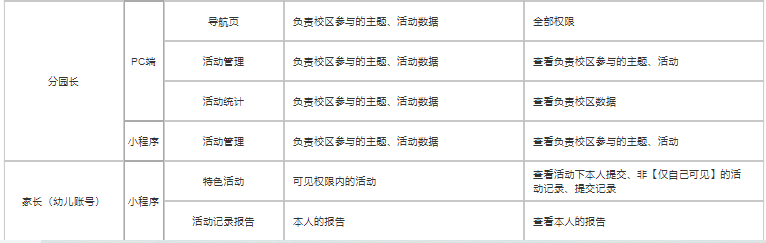 导航页 负责校区参与的主题、活动数据 全部权限
分园长 PC端 活动管理 负责校区参与的主题、活动数据 查看负责校区参与的主题、活动
活动统计 负责校区参与的主题、活动数据 查看负责校区数据
小程序 活动管理 负责校区参与的主题、活动数据 查看负责校区参与的主题、活动
家长（幼儿账号） 小程序 特色活动 可见权限内的活动 查看活动下本人提交、非【仅自己可见】的活
动记录、提交记录
活动记录报告 本人的报告 查看本人的报告